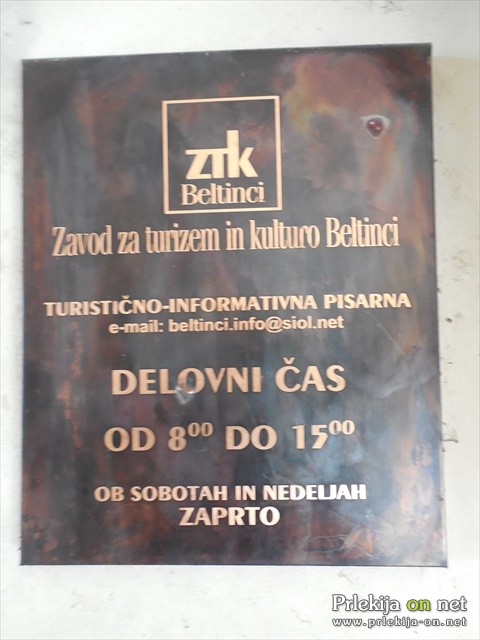 ZTK
Beltinci
Zavod za turizem in kulturo Beltinci
TURISTIČNO-INFORMATIVNA PISARNA
e-mail: beltinci.info@siol.net
DELOVNI ČAS
OD 8⁰⁰ DO 15⁰⁰
OB SOBOTAH IN NEDELJAH
ZAPRTO
Prlekija on net
www.prlekija-on.net